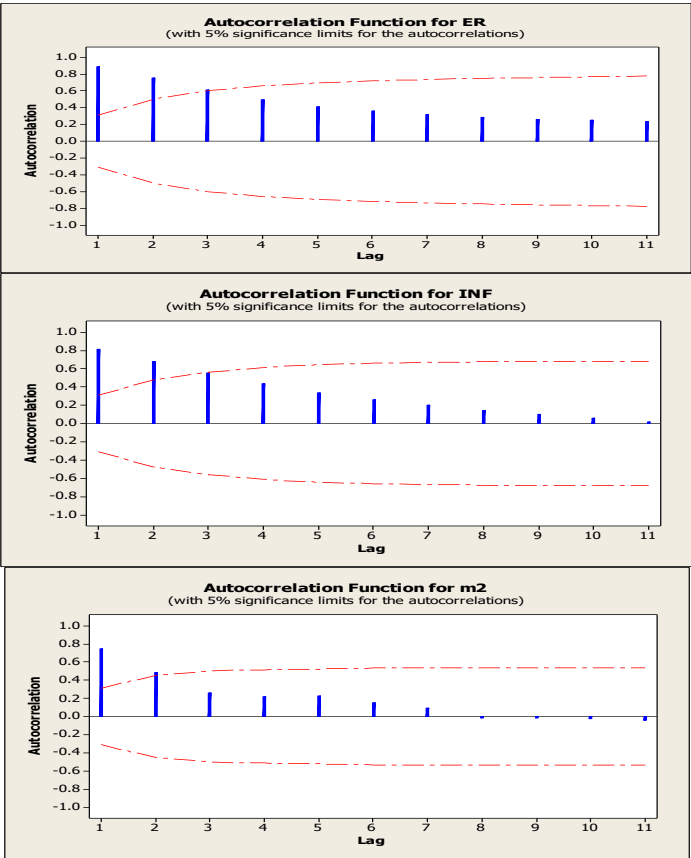 Autocorrelation Function for ER
(with 5% significance limits for the autocorrelations)
1.0
0.8
0.6
0.4
0.2
0.0
-0.2
-0.4
-0.6
-0.8
-1.0
Autocorrelation
1 2 3 4 5 6 7 8 9 10 11
Lag
Autocorrelation Function for INF
(with 5% significance limits for the autocorrelations)
1.0
0.8
0.6
0.4
0.2
0.0
-0.2
-0.4
-0.6
-0.8
-1.0
Autocorrelation
1 2 3 4 5 6 7 8 9 10 11
Lag
Autocorrelation Function for m2
(with 5% significance limits for the autocorrelations)
1.0
0.8
0.6
0.4
0.2
0.0
-0.2
-0.4
-0.6
-0.8
-1.0
Autocorrelation
1 2 3 4 5 6 7 8 9 10 11
Lag